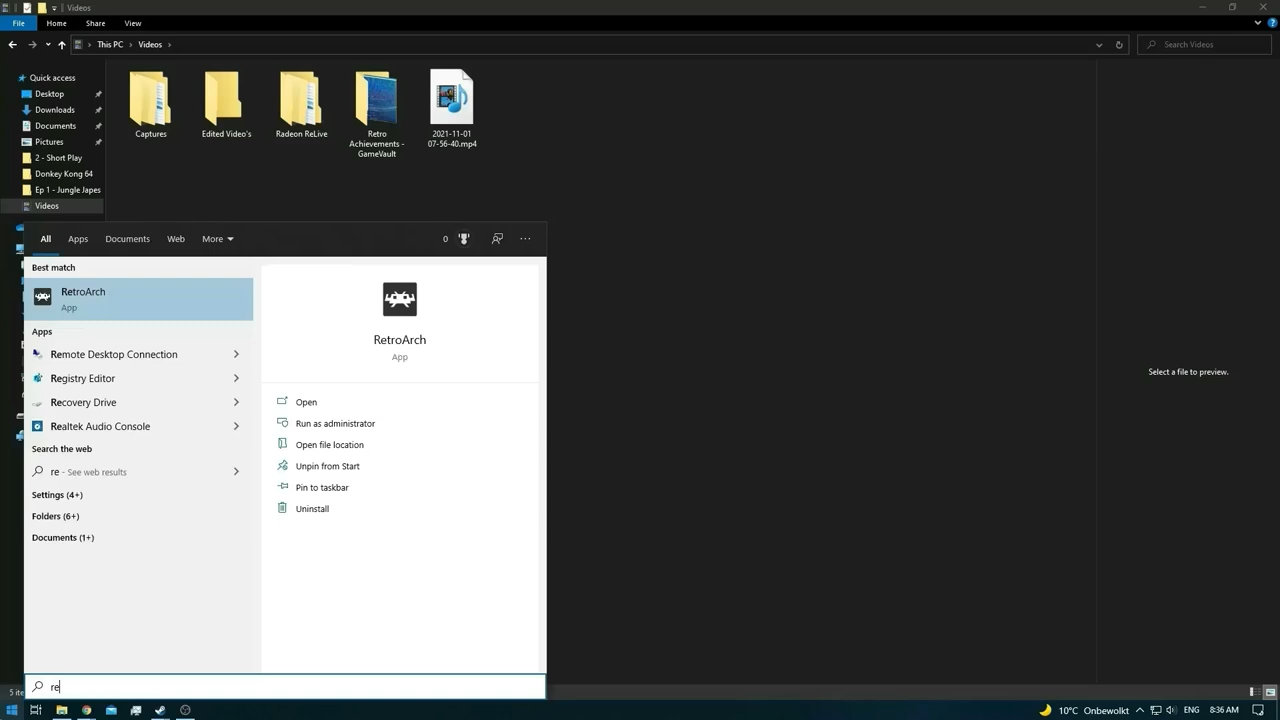 Videos
File Home Share View
This PC Videos
Search Videos
Quick access
Desktop
Downloads
Documents
Pictures
2 - Short Play
Donkey Kong 64
Ep 1 - Jungle Japes
Videos
Captures
Edited Video's
Radeon ReLive
Retro
Achievements -
GameVault
2021-11-01
07-56-40.mp4
All Apps Documents Web More 0
Best match
RetroArch
App
Apps
Remote Desktop Connection
Registry Editor
Recovery Drive
Realtek Audio Console
Search the web
re - See web results
Settings (4+)
Folders (6+)
Documents (1+)
RetroArch
App
Open
Run as administrator
Open file location
Unpin from Start
Pin to taskbar
Uninstall
Select a file to preview.
re
10°C Onbewolkt ENG 8:36 AM